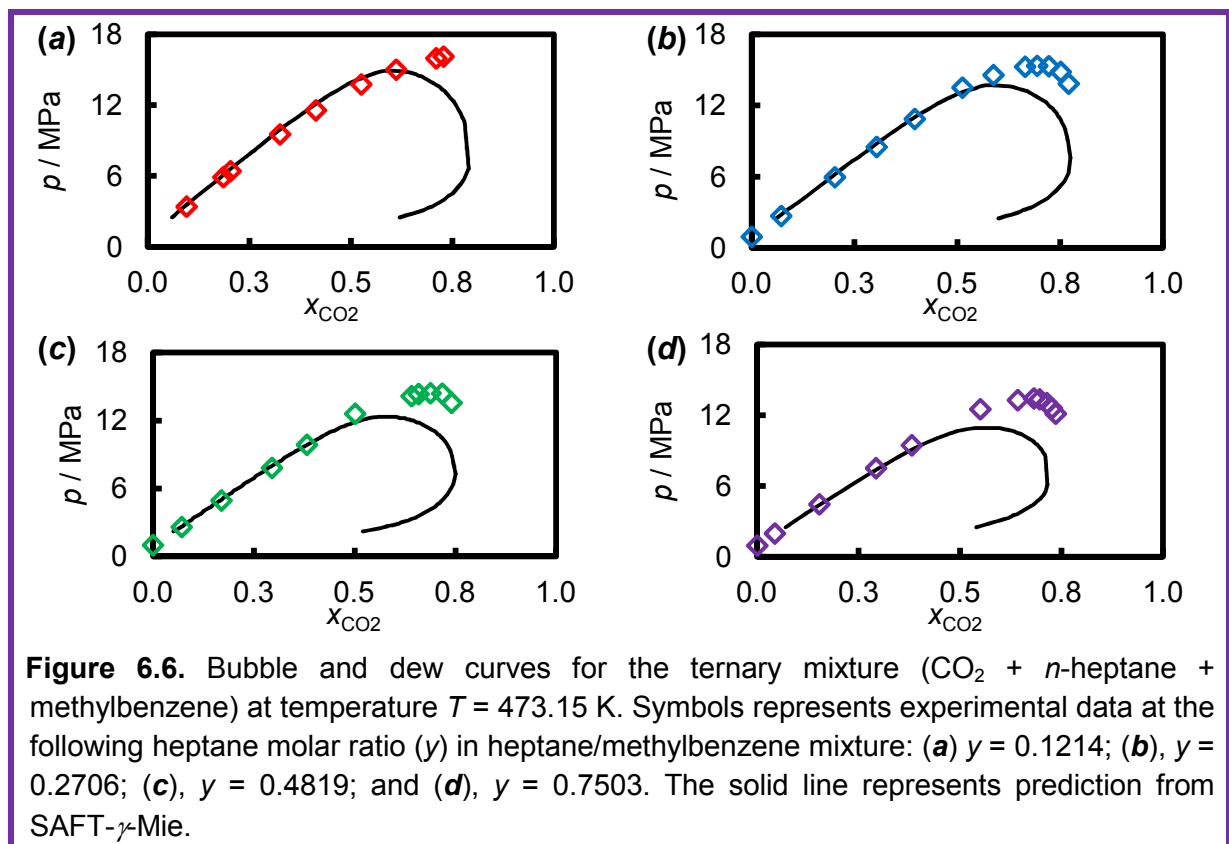 (a)
18
12
6
0
p / MPa
0.0 0.3 0.5 0.8 1.0
xCO2
(b)
18
12
6
0
p / MPa
0.0 0.3 0.5 0.8 1.0
xCO2
(c)
18
12
6
0
p / MPa
0.0 0.3 0.5 0.8 1.0
xCO2
(d)
18
12
6
0
p / MPa
0.0 0.3 0.5 0.8 1.0
xCO2
Figure 6.6. Bubble and dew curves for the ternary mixture (CO2 + n-heptane +
methylbenzene) at temperature T = 473.15 K. Symbols represents experimental data at the
following heptane molar ratio (y) in heptane/methylbenzene mixture: (a) y = 0.1214; (b), y =
0.2706; (c), y = 0.4819; and (d), y = 0.7503. The solid line represents prediction from
SAFT-γ-Mie.